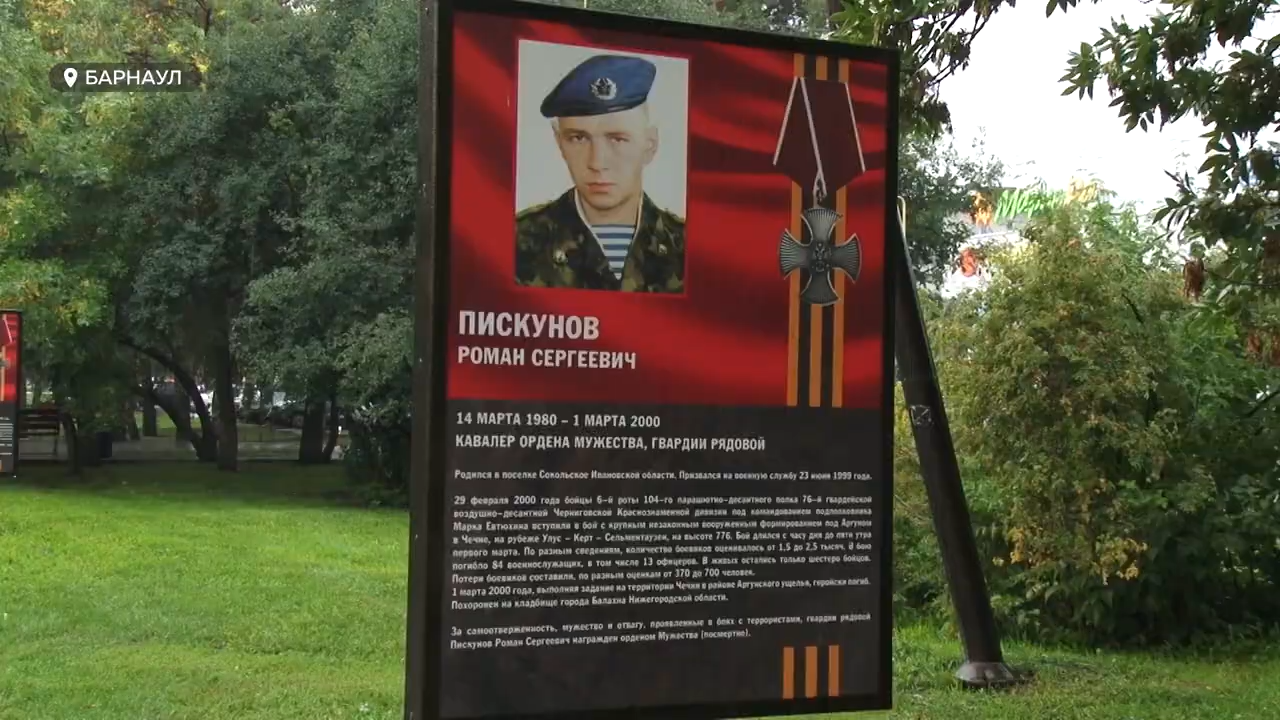 БАРНАУЛ
ПИСКУНОВ
РОМАН СЕРГЕЕВИЧ
14 МАРТА 1980 – 1 МАРТА 2000
КАВАЛЕР ОРДЕНА МУЖЕСТВА, ГВАРДИИ РЯДОВОЙ
Родился в поселке Сокольское Ивановской области. Призвался на военную службу 23 июня 1999 года.
29 февраля 2000 года бойцы 6-й роты 104-го парашютно-десантного полка 76-й гвардейской
воздушно-десантной Черниговской Краснознаменной дивизии под командованием подполковника
Марка Евтюхина вступили в бой с крупным незаконным вооруженным формированием под Аргуном
в Чечне, на рубеже Улус – Керт – Сельментаузен, на высоте 776. Бой длился с часу дня до пяти утра
первого марта. По разным сведениям, количество боевиков оценивалось от 1,5 до 2,5 тысяч. В бою
погибло 84 военнослужащих, в том числе 13 офицеров. В живых остались только шестеро бойцов.
Потери боевиков составили, по разным оценкам от 370 до 700 человек.
1 марта 2000 года, выполняя задание на территории Чечни в районе Аргунского ущелья, геройски погиб.
Похоронен на кладбище города Балахна Нижегородской области.
За самоотверженность, мужество и отвагу, проявленные в боях с террористами, гвардии рядовой
Пискунов Роман Сергеевич награжден орденом Мужества (посмертно).